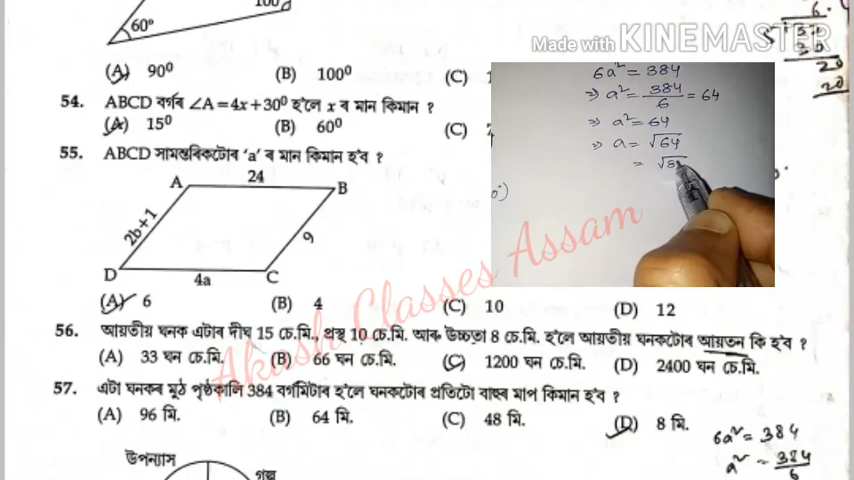 100
60°
(A) 90⁰ (B) 100⁰ (C)
54. ABCD বৰ্গৰ ∠A=4x+30⁰ হ'লে x ৰ মান কিমান ?
(A) 15⁰ (B) 60⁰ (C)
55. ABCD সামন্তৰিকটোৰ 'a' ৰ মান কিমান হ'ব ?
A 24 B
2b+1 9
D 4a C
(A) 6 (B) 4 (C) 10 (D) 12
56. আয়তীয় ঘনক এটাৰ দীঘ 15 চে.মি., প্ৰস্থ 10 চে.মি. আৰু উচ্চতা 8 চে.মি. হ'লে আয়তীয় ঘনকটোৰ আয়তন কি হ'ব ?
(A) 33 ঘন চে.মি. (B) 66 ঘন চে.মি. (C) 1200 ঘন চে.মি. (D) 2400 ঘন চে.মি.
57. এটা ঘনকৰ মুঠ পৃষ্ঠকালি 384 বৰ্গমিটাৰ হ'লে ঘনকটোৰ প্ৰতিটো বাহুৰ মাপ কিমান হ'ব ?
(A) 96 মি. (B) 64 মি. (C) 48 মি. (D) 8 মি.
উপন্যাস
গল্প
6a² = 384
a² = 384/6
Made with KINEMASTER
6a² = 384
⇒ a² = 384/6 = 64
⇒ a² = 64
⇒ a = √64
Akash Classes Assam